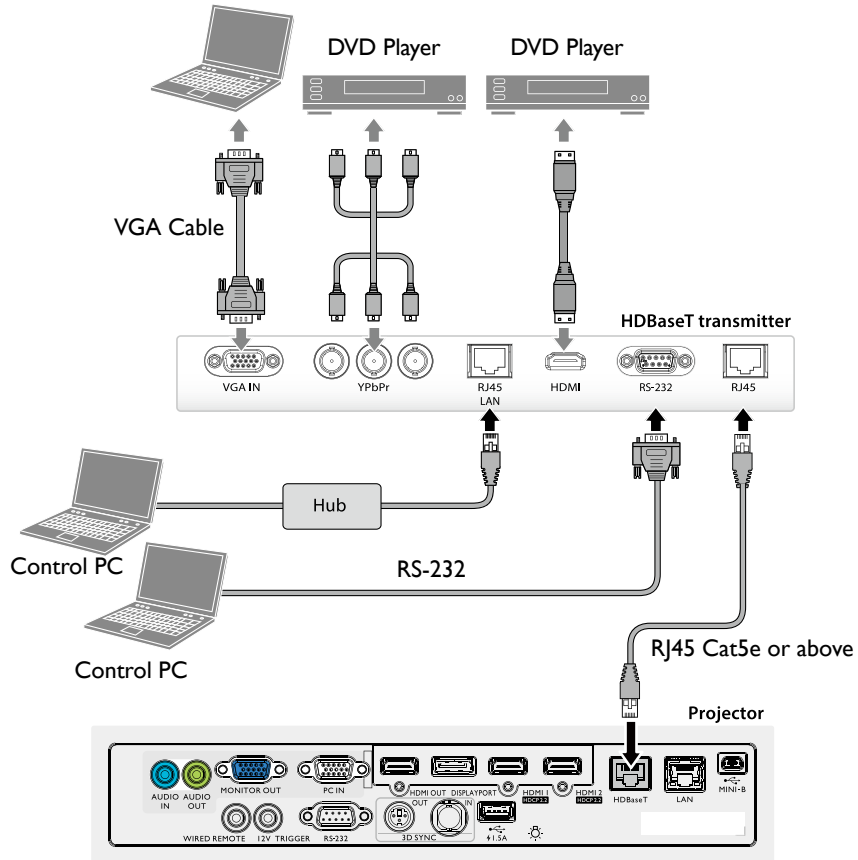 DVD Player
DVD Player
VGA Cable
HDBaseT transmitter
VGA IN
YPbPr
RJ45
LAN
HDMI
RS-232
RJ45
Hub
Control PC
RS-232
Control PC
RJ45 Cat5e or above
Projector
AUDIO
IN
AUDIO
OUT
MONITOR OUT
PC IN
HDMI OUT
DISPLAYPORT
HDMI 1
HDCP 2.2
HDMI 2
HDCP 2.2
HDBaseT
LAN
MINI-B
WIRED REMOTE
12V TRIGGER
RS-232
OUT
IN
3D SYNC
1.5A